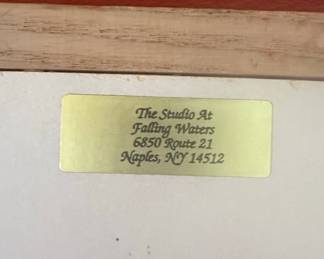 The Studio At
Falling Waters
6850 Route 21
Naples, NY 14512